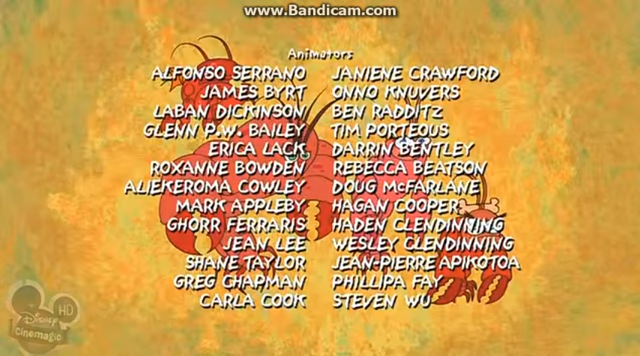 www.Bandicam.com
Animators
ALFONSO SERRANO JANIENE CRAWFORD
JAMES BYRT ONNO KNUVERS
LABAN DICKINSON BEN RADDITZ
GLENN P.W. BAILEY TIM PORTEOUS
ERICA LACK DARRIN BENTLEY
ROXANNE BOWDEN REBECCA BEATSON
ALIEKEROMA COWLEY DOUG McFARLANE
MARK APPLEBY HAGAN COOPER
GHORR FERRARIS HADEN CLENDINNING
JEAN LEE WESLEY CLENDINNING
SHANE TAYLOR JEAN-PIERRE APIKOTOA
GREG CHAPMAN PHILLIPA FAY
CARLA COOK STEVEN WU
HD
Disney
Cinemagic